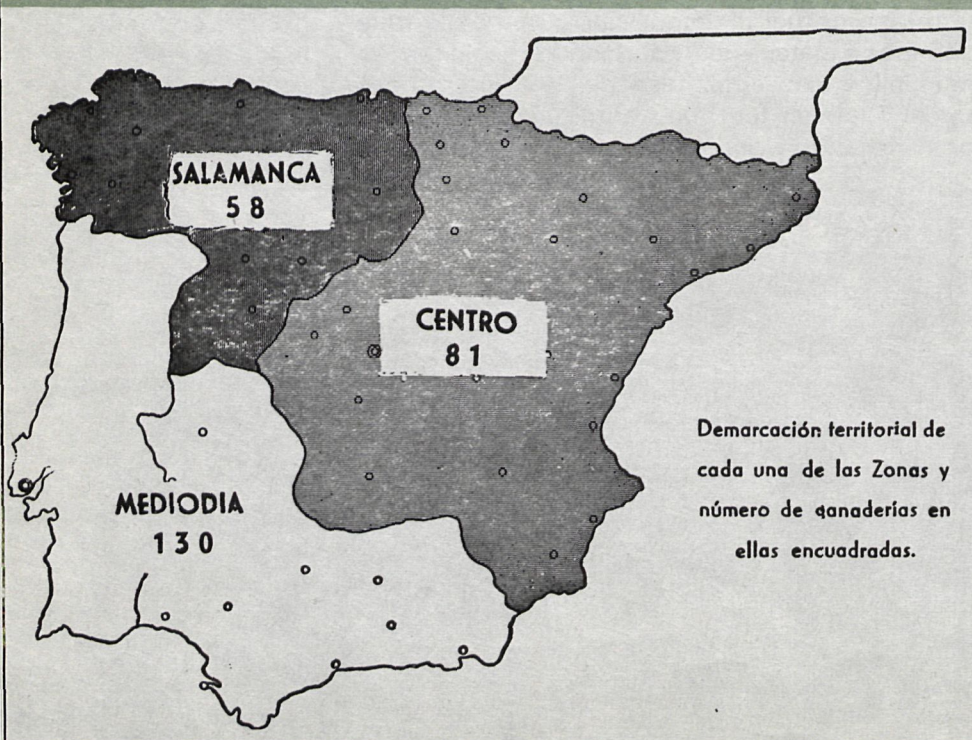 SALAMANCA
58
CENTRO
81
MEDIODIA
130
Demarcación territorial de
cada una de las Zonas y
número de ganaderías en
ellas encuadradas.